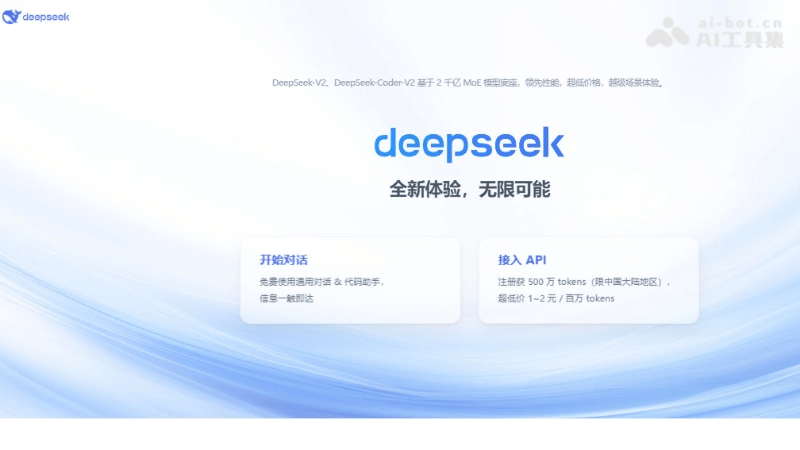 deepseek
ai-bot.cn
AI工具集
DeepSeek-V2、DeepSeek-Coder-V2 基于 2 千亿 MoE 模型底座，领先性能，超低价格，越级场景体验。
deepseek
全新体验，无限可能
开始对话
免费使用通用对话 & 代码助手，
信息一触即达
接入 API
注册获 500 万 tokens（限中国大陆地区），
超低价 1~2 元 / 百万 tokens